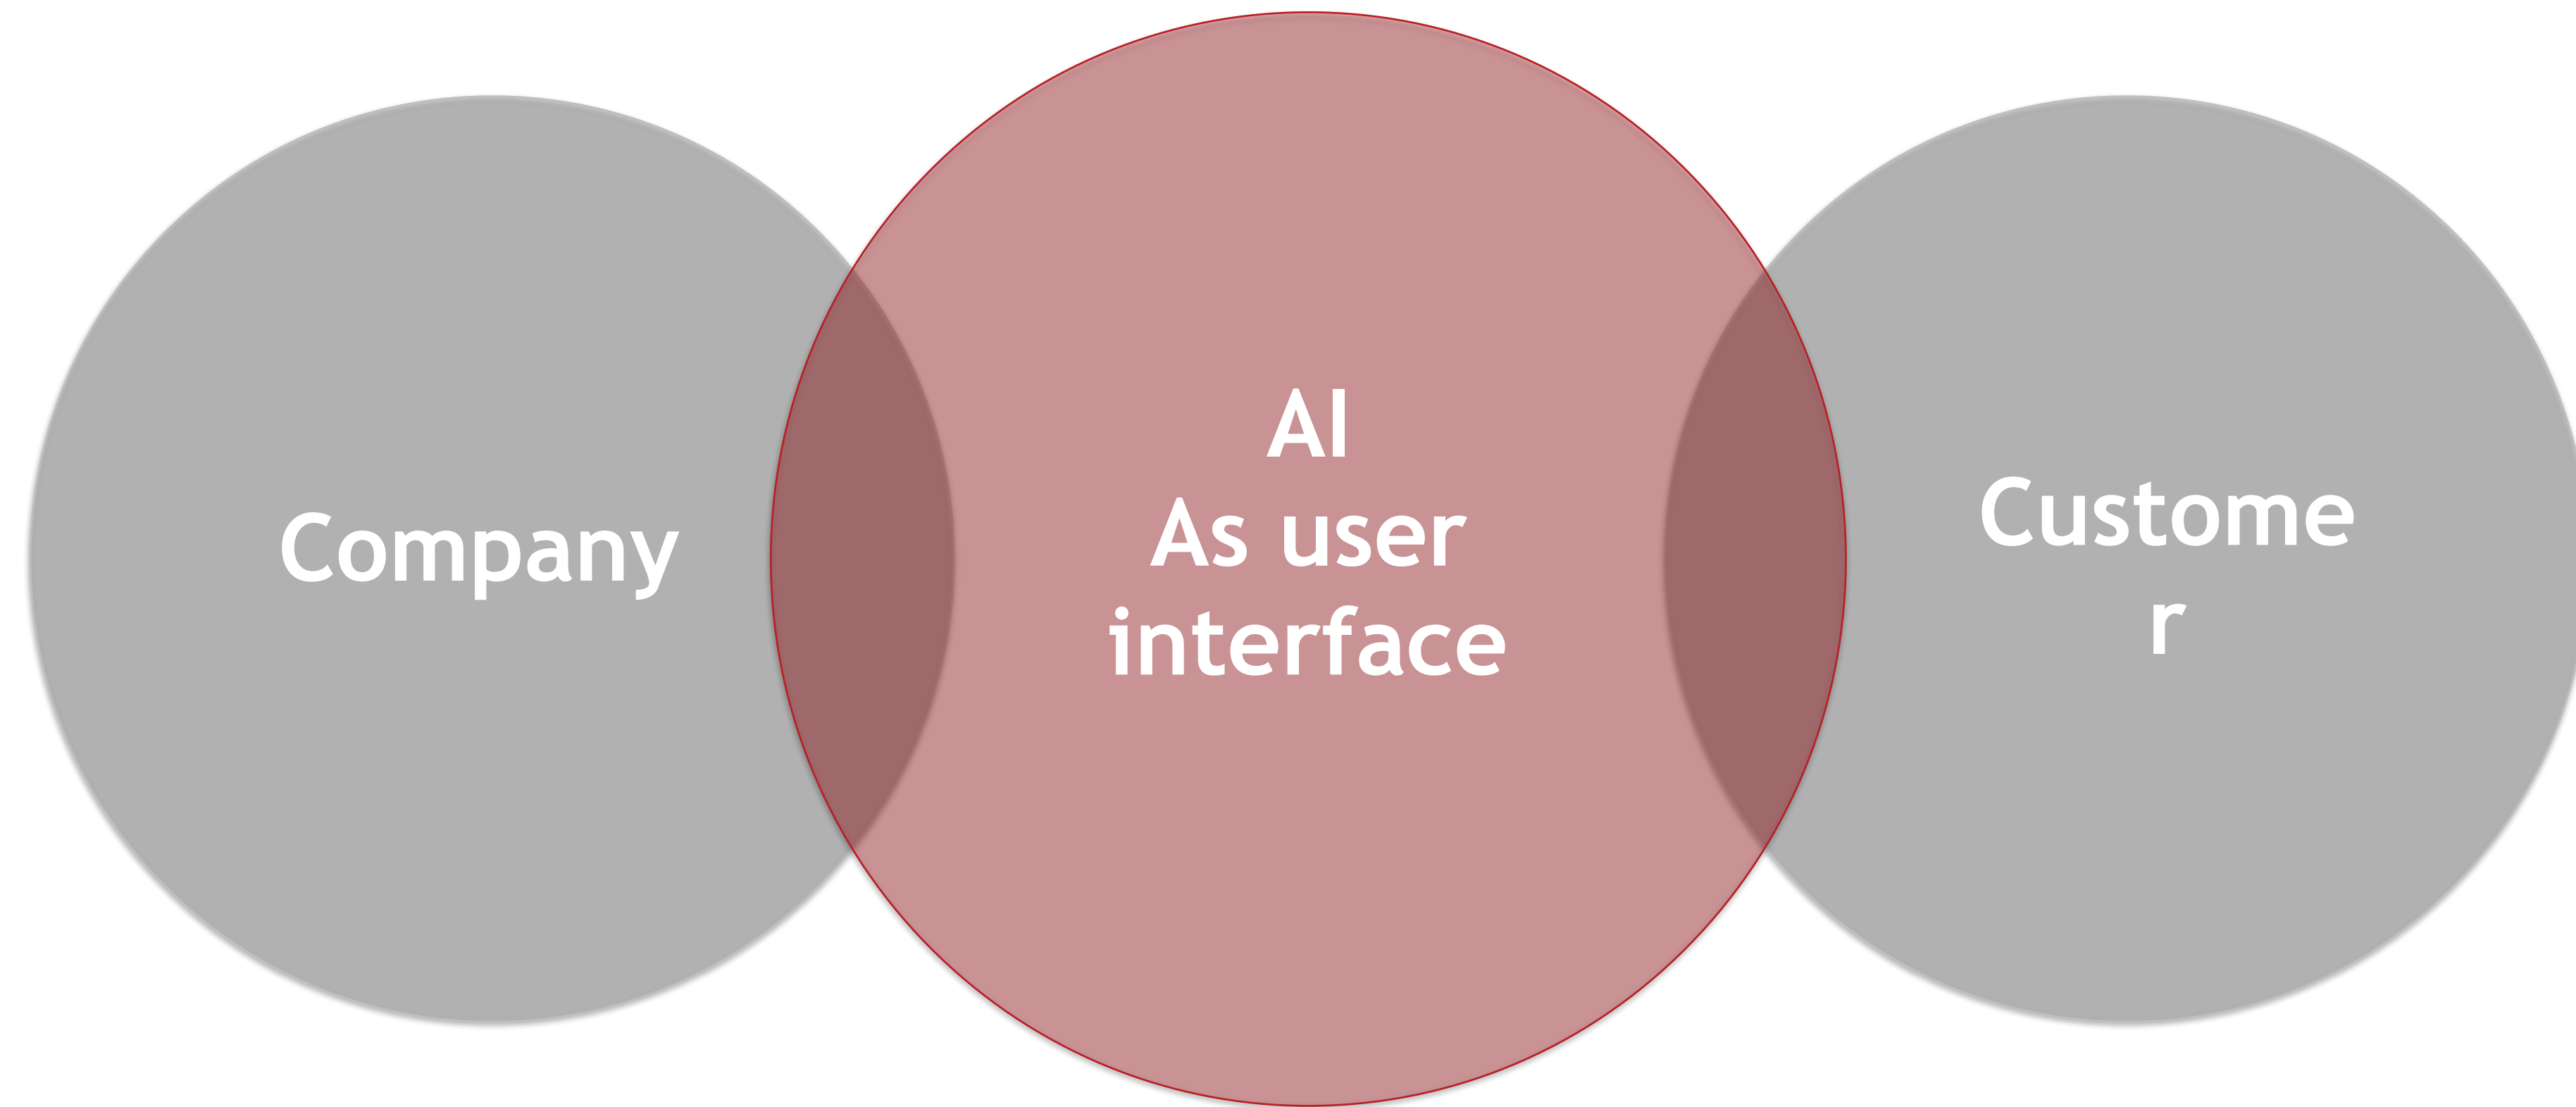 Company
AI
As user
interface
Custome
r